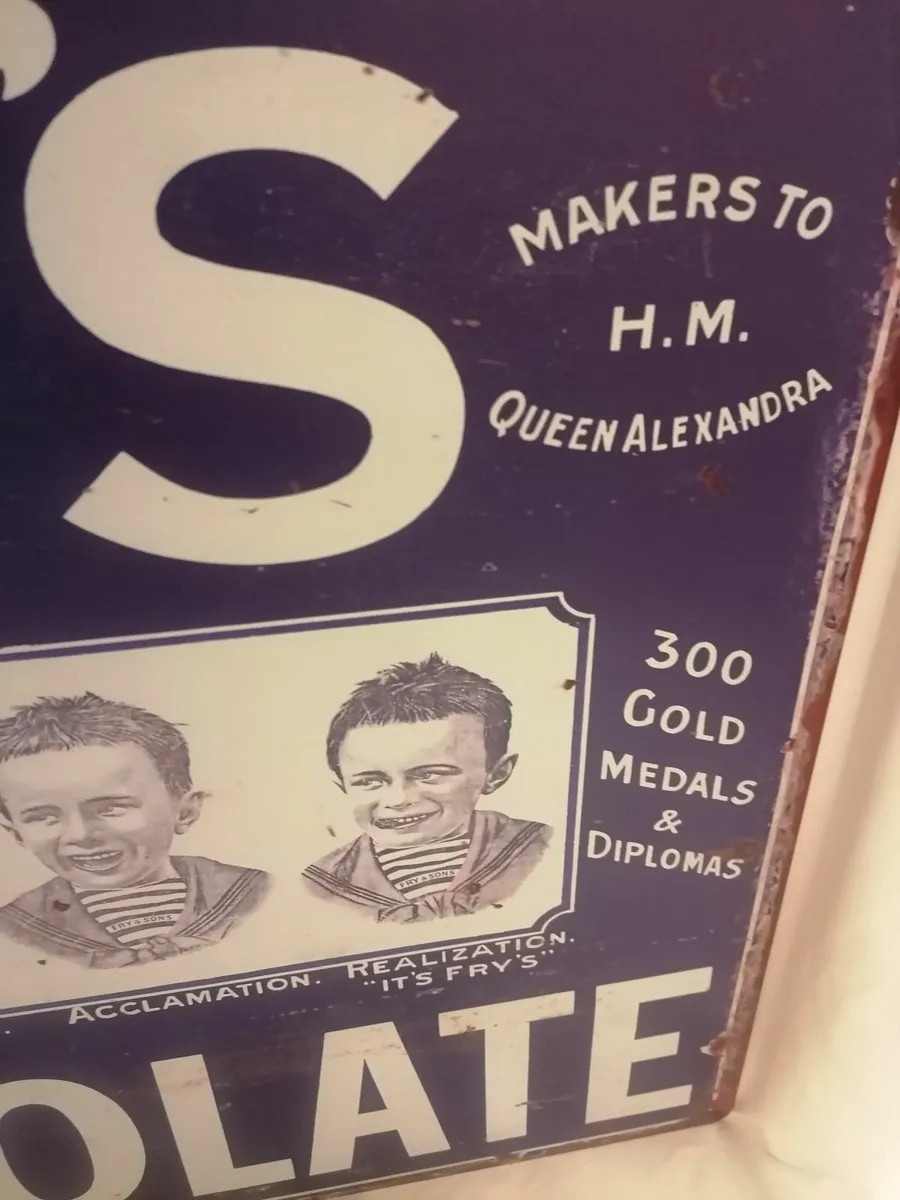 'S
MAKERS TO
H.M.
QUEEN ALEXANDRA
300
GOLD
MEDALS
&
DIPLOMAS
FRY & SONS
FRY & SONS
ACCLAMATION. REALIZATION.
"IT'S FRY'S"
OLATE